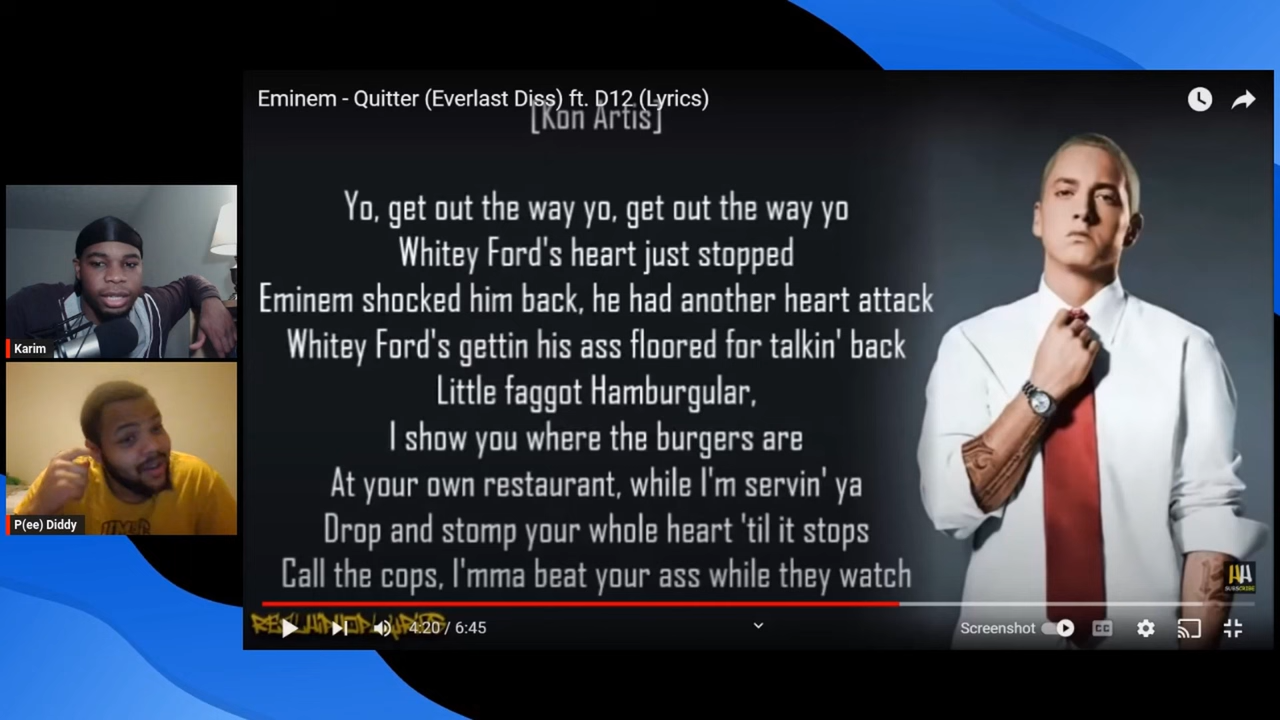 Eminem - Quitter (Everlast Diss) ft. D12 (Lyrics)
[Kon Artis]
Yo, get out the way yo, get out the way yo
Whitey Ford's heart just stopped
Eminem shocked him back, he had another heart attack
Whitey Ford's gettin his ass floored for talkin' back
Little faggot Hamburgular,
I show you where the burgers are
At your own restaurant, while I'm servin' ya
Drop and stomp your whole heart 'til it stops
Call the cops, I'mma beat your ass while they watch
Karim
P(ee) Diddy
SUBSCRIBE
4:20 / 6:45
Screenshot
CC